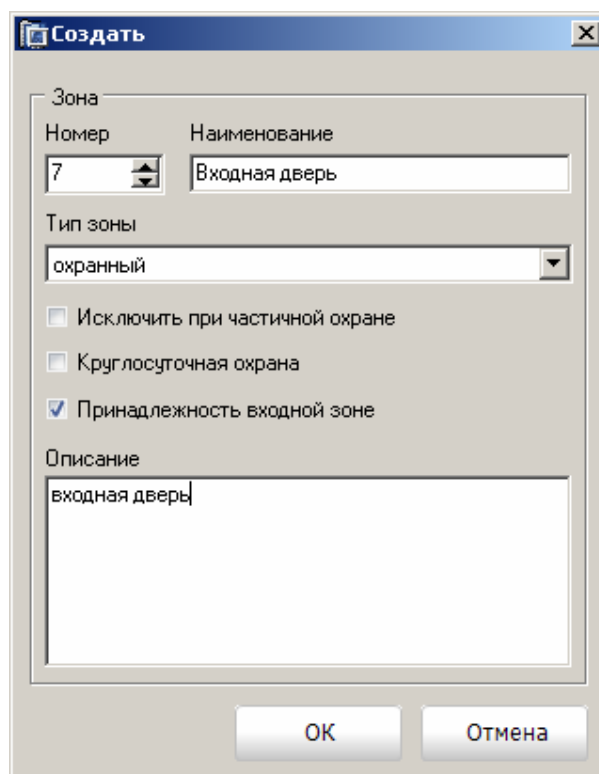 Создать
Зона
Номер Наименование
7 Входная дверь
Тип зоны
охранный
Исключить при частичной охране
Круглосуточная охрана
Принадлежность входной зоне
Описание
входная дверь
ОК Отмена